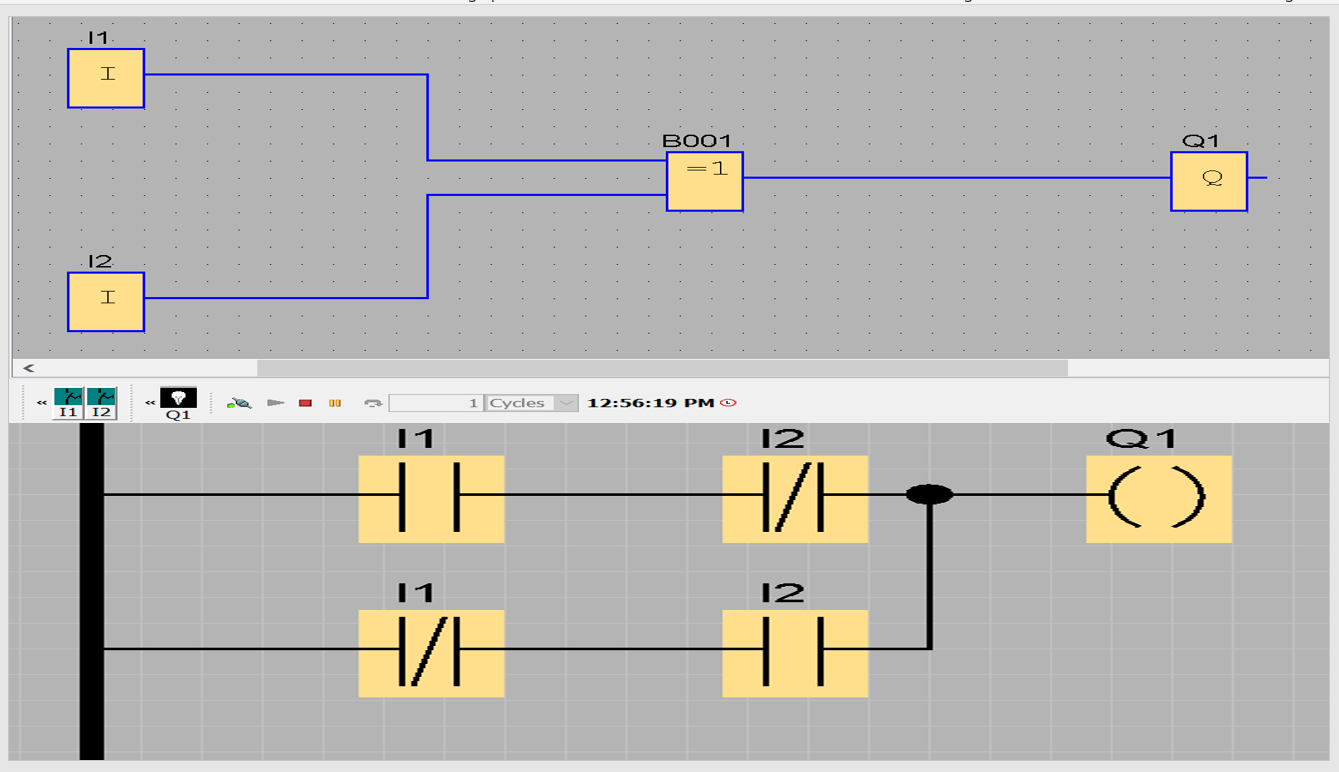 I1
I
B001
=1
Q1
Q
I2
I
<
« I1 I2 « Q1 1 Cycles 12:56:19 PM
I1 I2 Q1
I1 I2